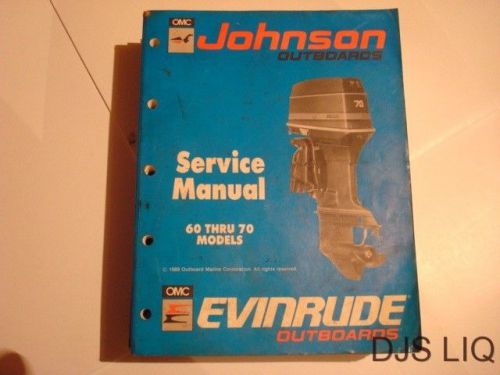 OMC
Johnson
OUTBOARDS
70
Service
Manual
60 THRU 70
MODELS
© 1989 Outboard Marine Corporation. All rights reserved.
OMC
EVINRUDE
OUTBOARDS
DJS LIQ